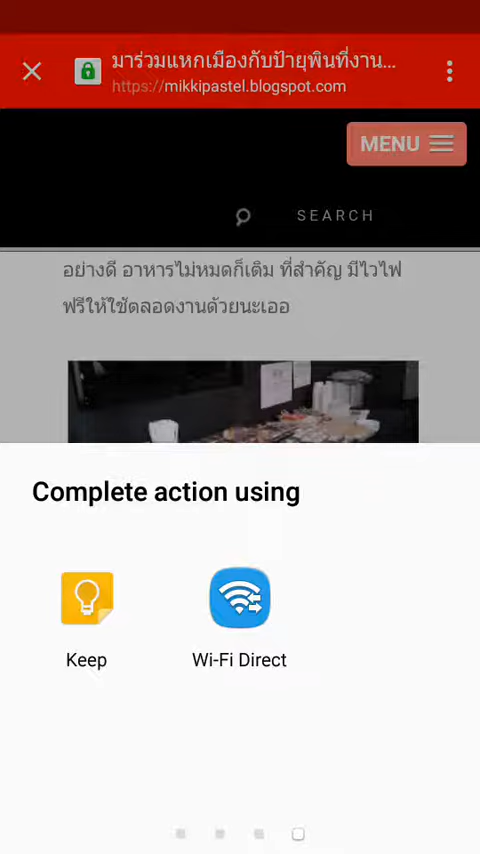 มาร่วมแหกเมืองกับป้ายุพินที่งาน...
https://mikkipastel.blogspot.com
MENU
SEARCH
อย่างดี อาหารไม่หมดก็เติม ที่สำคัญ มีไวไฟ
ฟรีให้ใช้ตลอดงานด้วยนะเออ
Complete action using
Keep
Wi-Fi Direct